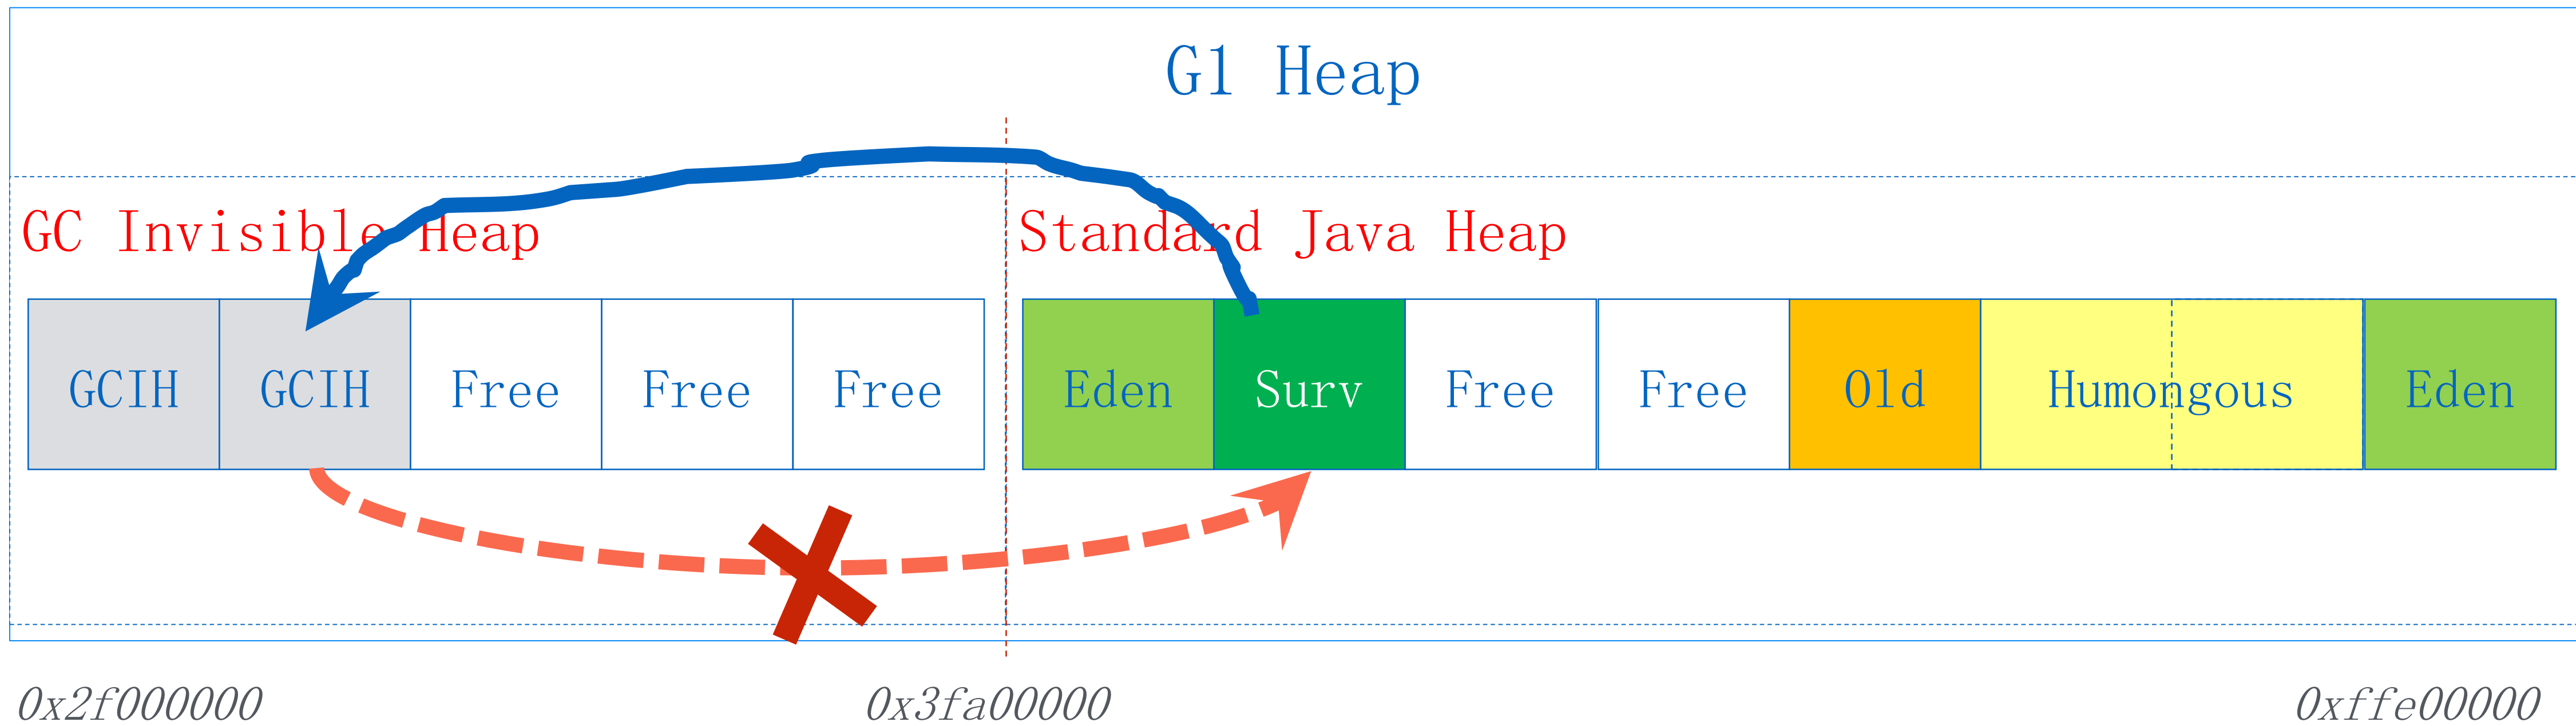 G1 Heap
GC Invisible Heap
Standard Java Heap
GCIH GCIH Free Free Free Eden Surv Free Free Old Humongous Eden
0x2f000000 0x3fa00000 0xffe00000